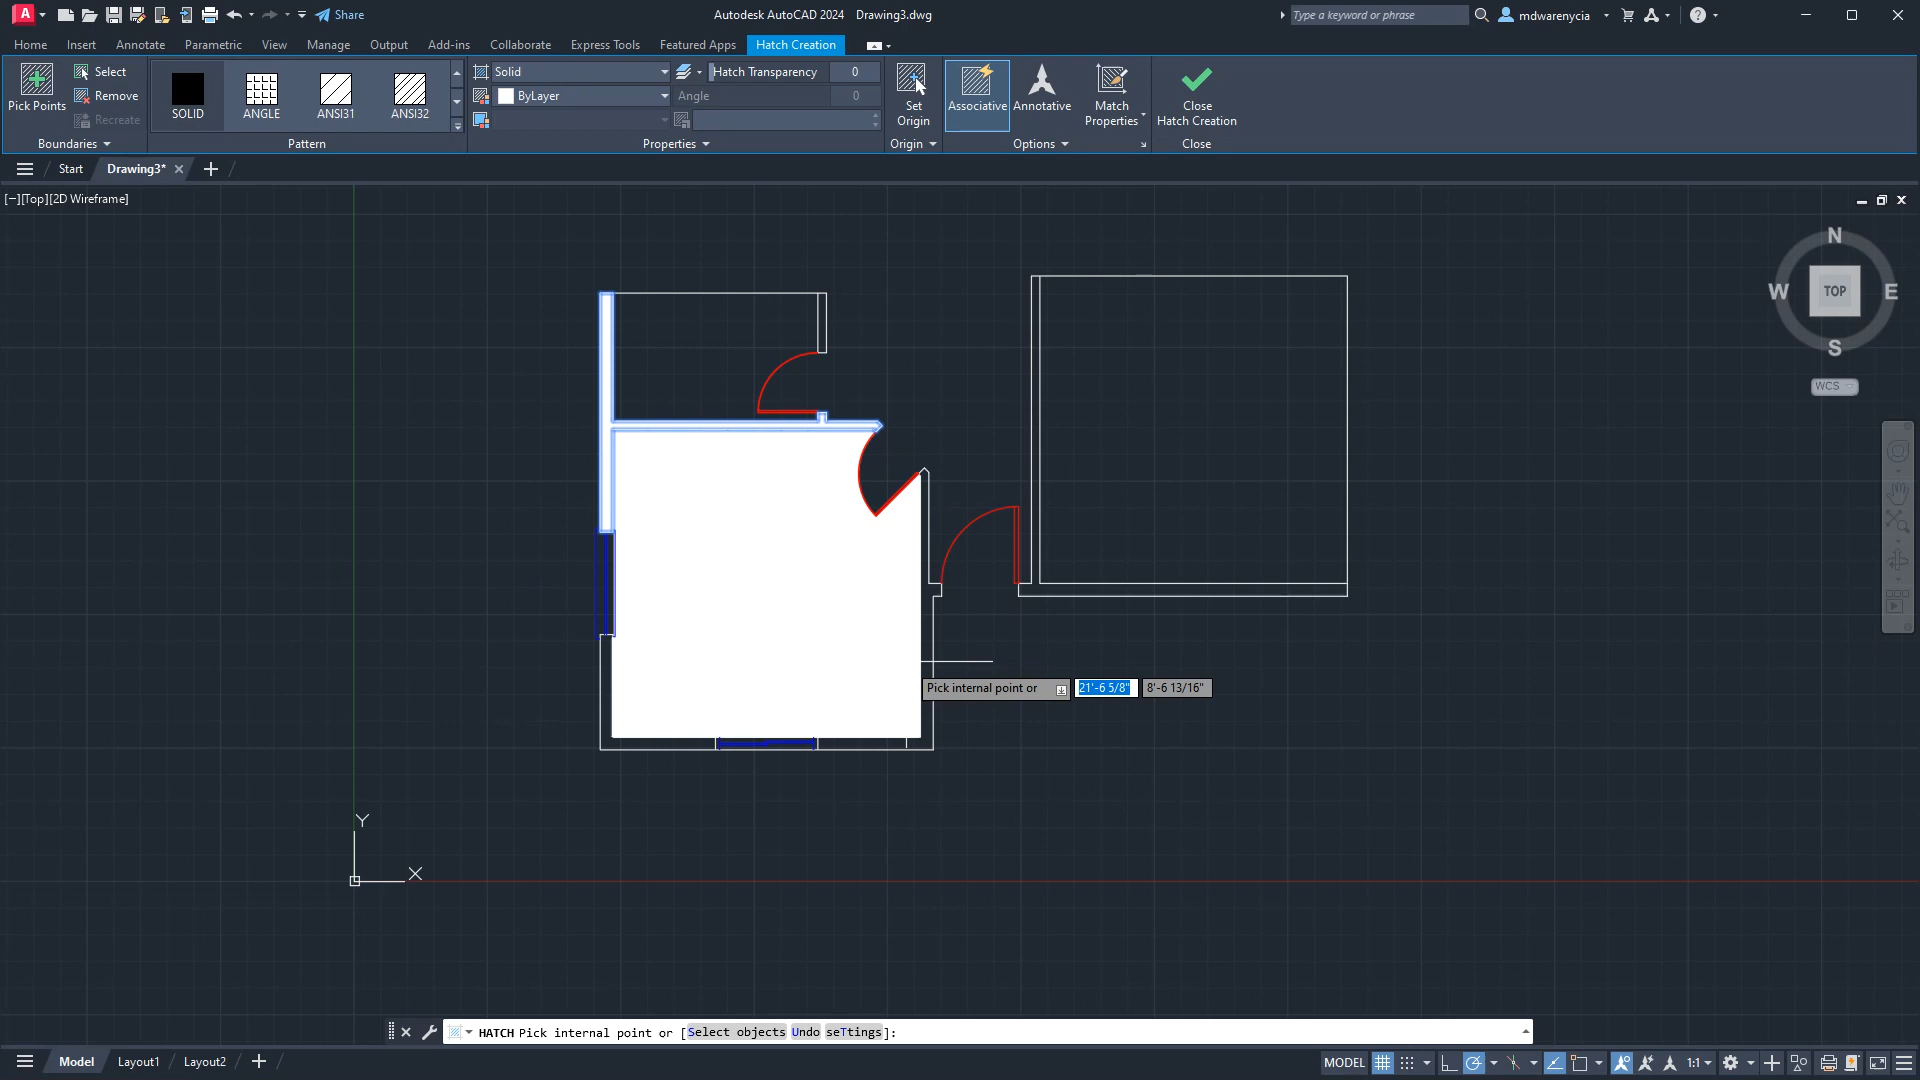 A Share Autodesk AutoCAD 2024 Drawing3.dwg Type a keyword or phrase mdwarenycia
Home Insert Annotate Parametric View Manage Output Add-ins Collaborate Express Tools Featured Apps Hatch Creation
Pick Points
Select
Remove
Recreate
Boundaries
SOLID
ANGLE
ANSI31
ANSI32
Pattern
Solid
ByLayer
Hatch Transparency 0
Angle 0
Properties
Set
Origin
Origin
Associative
Annotative
Match
Properties
Options
Close
Hatch Creation
Close
Start Drawing3*
[−][Top][2D Wireframe]
N
W TOP E
S
WCS
Pick internal point or 21'-6 5/8" 8'-6 13/16"
Y
X
HATCH Pick internal point or [Select objects Undo seTtings]:
Model Layout1 Layout2 MODEL 1:1